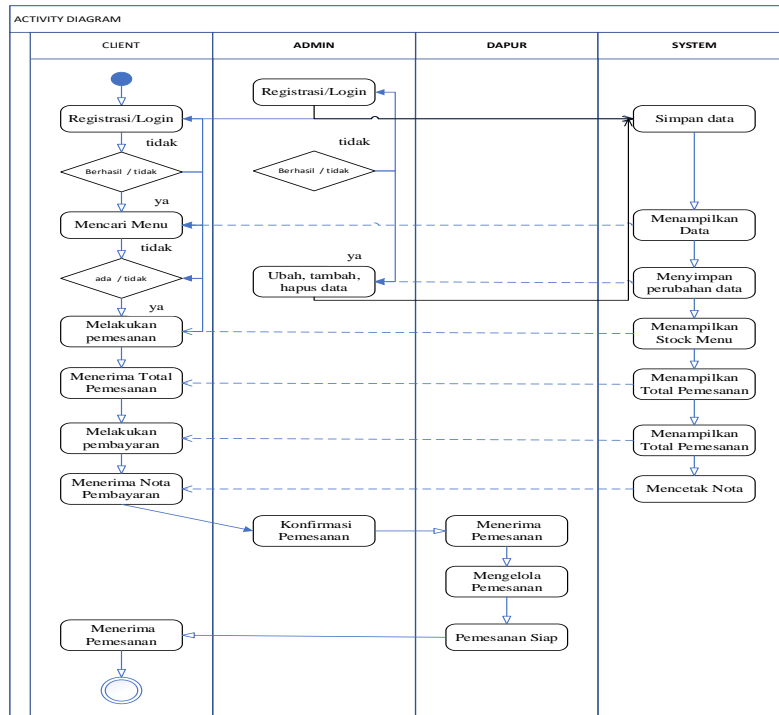 ACTIVITY DIAGRAM
CLIENT
ADMIN
DAPUR
SYSTEM
Registrasi/Login
tidak
Berhasil / tidak
ya
Mencari Menu
tidak
ada / tidak
ya
Melakukan
pemesanan
Menerima Total
Pemesanan
Melakukan
pembayaran
Menerima Nota
Pembayaran
Menerima
Pemesanan
Registrasi/Login
tidak
Berhasil / tidak
ya
Ubah, tambah,
hapus data
Konfirmasi
Pemesanan
Menerima
Pemesanan
Mengelola
Pemesanan
Pemesanan Siap
Simpan data
Menampilkan
Data
Menyimpan
perubahan data
Menampilkan
Stock Menu
Menampilkan
Total Pemesanan
Menampilkan
Total Pemesanan
Mencetak Nota